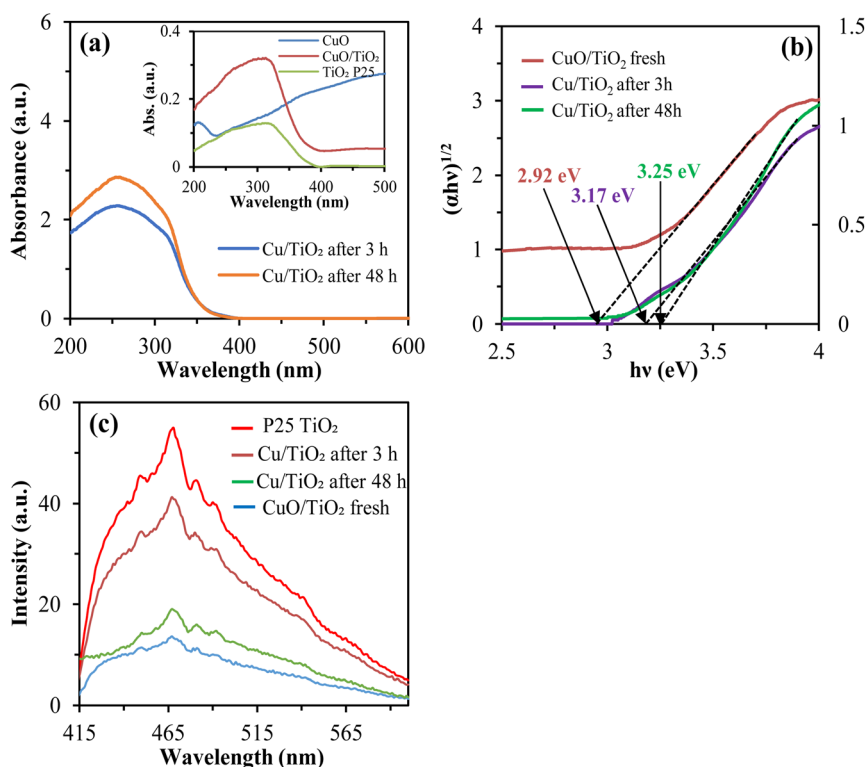 (a)
Absorbance (a.u.)
6
4
2
0
200
300
400
500
600
Wavelength (nm)
Cu/TiO₂ after 3 h
Cu/TiO₂ after 48 h
Abs. (a.u.)
0.4
0.2
0
200
300
400
500
Wavelength (nm)
CuO
CuO/TiO₂
TiO₂ P25
(b)
(αhν)^1/2
4
3
2
1
0
1.5
1
0.5
0
2.5
3
3.5
4
hν (eV)
CuO/TiO₂ fresh
Cu/TiO₂ after 3h
Cu/TiO₂ after 48h
2.92 eV
3.17 eV
3.25 eV
(c)
Intensity (a.u.)
60
40
20
0
415
465
515
565
Wavelength (nm)
P25 TiO₂
Cu/TiO₂ after 3 h
Cu/TiO₂ after 48 h
CuO/TiO₂ fresh